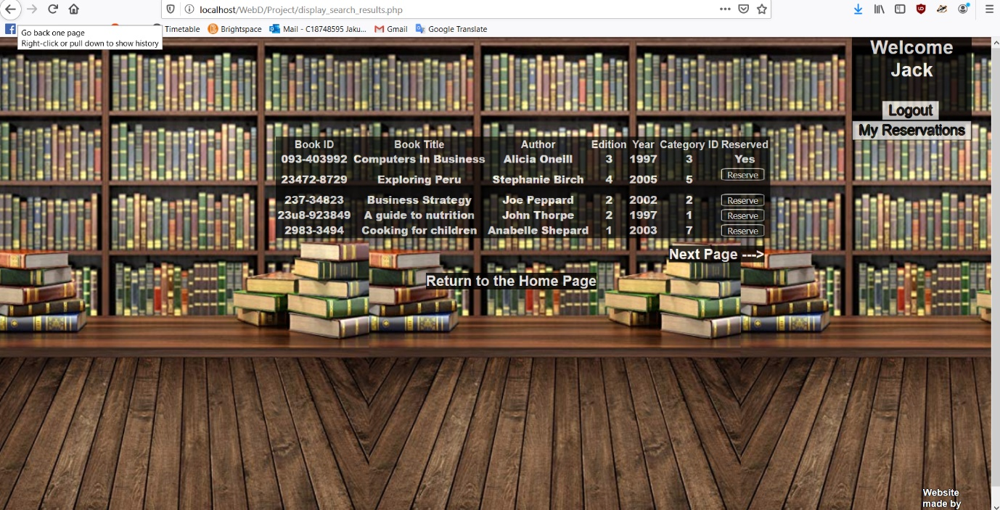 localhost/WebD/Project/display_search_results.php
Timetable Brightspace Mail - C18748595 Jaku... Gmail Google Translate
Go back one page
Right-click or pull down to show history
Welcome
Jack
Logout
My Reservations
Book ID Book Title Author Edition Year Category ID Reserved
093-403992 Computers in Business Alicia Oneill 3 1997 3 Yes
23472-8729 Exploring Peru Stephanie Birch 4 2005 5 Reserve
237-34823 Business Strategy Joe Peppard 2 2002 2 Reserve
23u8-923849 A guide to nutrition John Thorpe 2 1997 1 Reserve
2983-3494 Cooking for children Anabelle Shepard 1 2003 7 Reserve
Next Page --->
Return to the Home Page
Website
made by